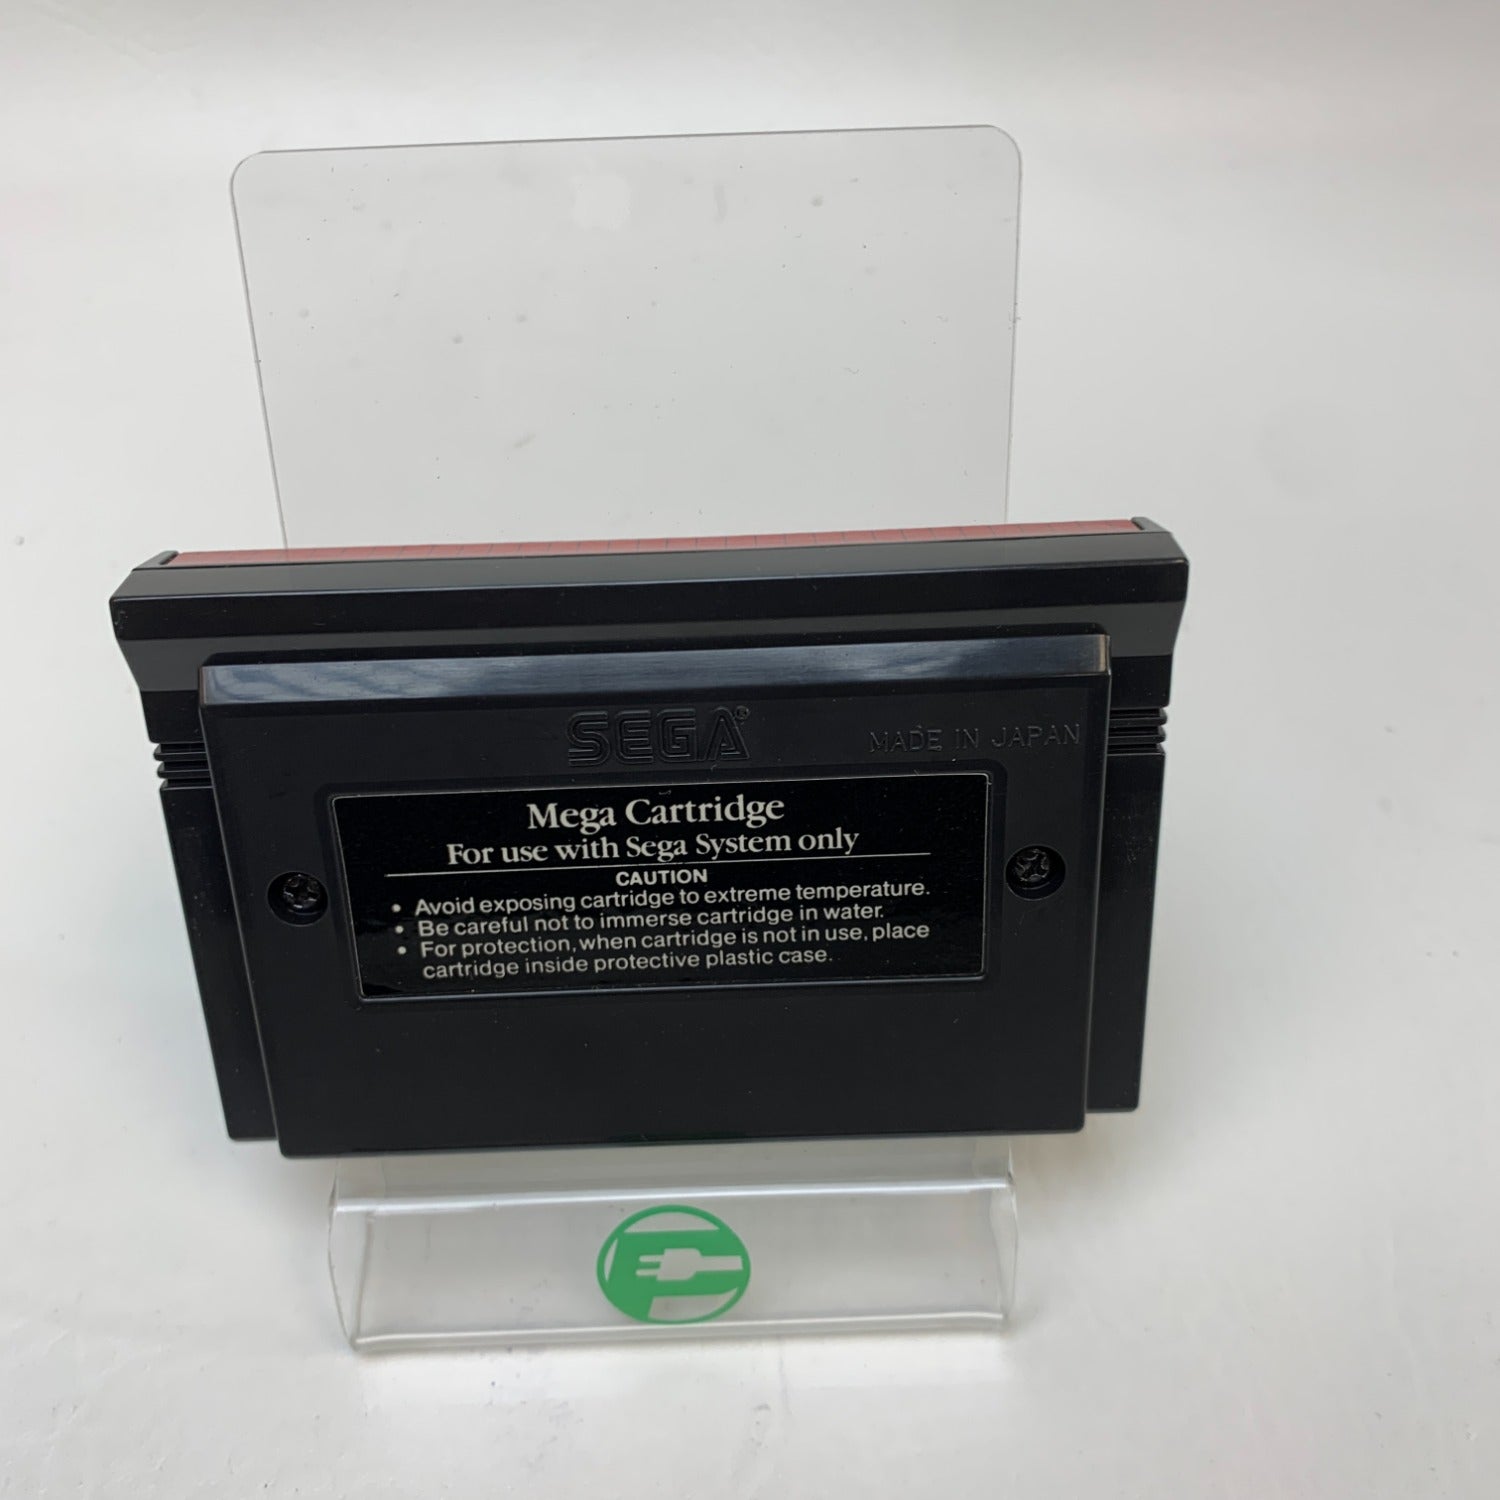 SEGA®
MADE IN JAPAN
Mega Cartridge
For use with Sega System only
CAUTION
• Avoid exposing cartridge to extreme temperature.
• Be careful not to immerse cartridge in water.
• For protection, when cartridge is not in use, place
cartridge inside protective plastic case.